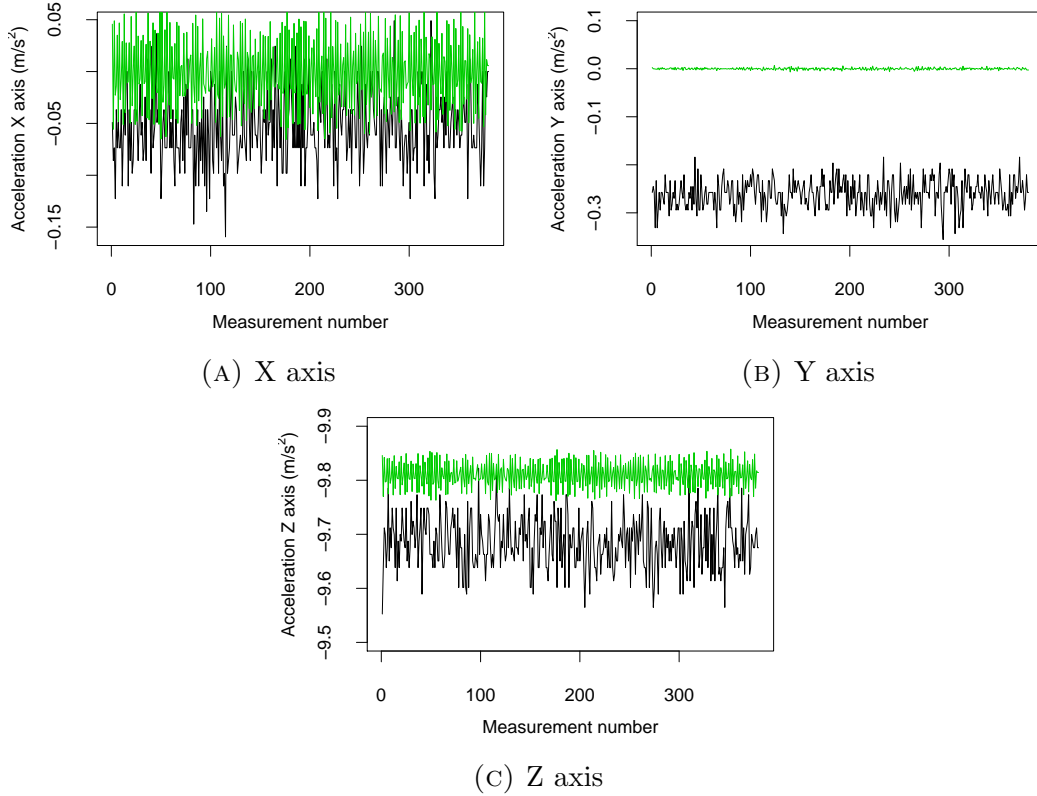 Acceleration X axis (m/s²)
0.05
−0.05
−0.15
0 100 200 300
Measurement number
(A) X axis
Acceleration Y axis (m/s²)
0.1
0.0
−0.1
−0.3
0 100 200 300
Measurement number
(B) Y axis
Acceleration Z axis (m/s²)
−9.9
−9.8
−9.7
−9.6
−9.5
0 100 200 300
Measurement number
(C) Z axis